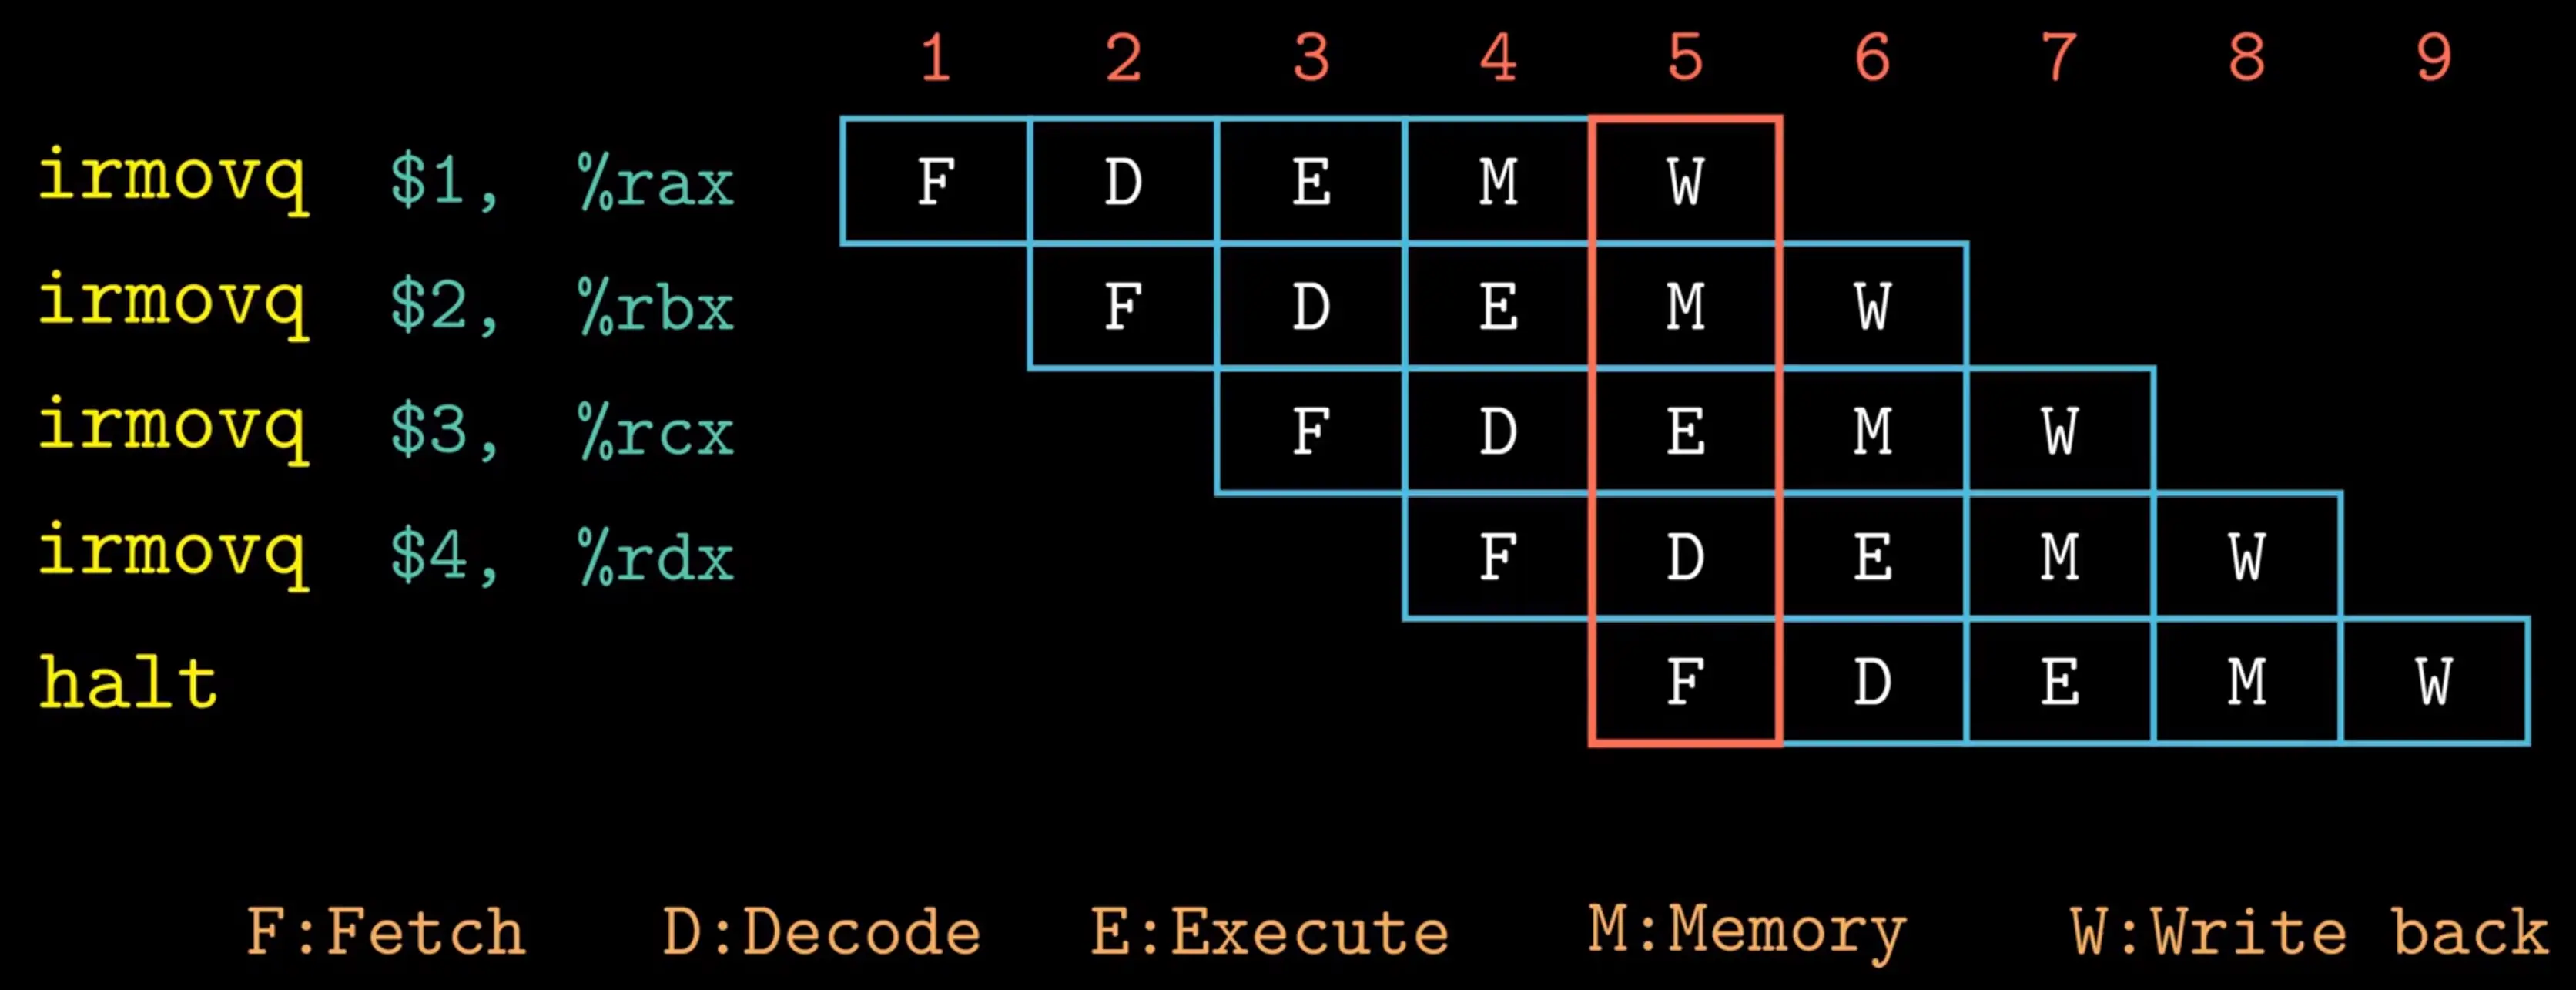 1 2 3 4 5 6 7 8 9
irmovq $1, %rax F D E M W
irmovq $2, %rbx F D E M W
irmovq $3, %rcx F D E M W
irmovq $4, %rdx F D E M W
halt F D E M W
F:Fetch D:Decode E:Execute M:Memory W:Write back